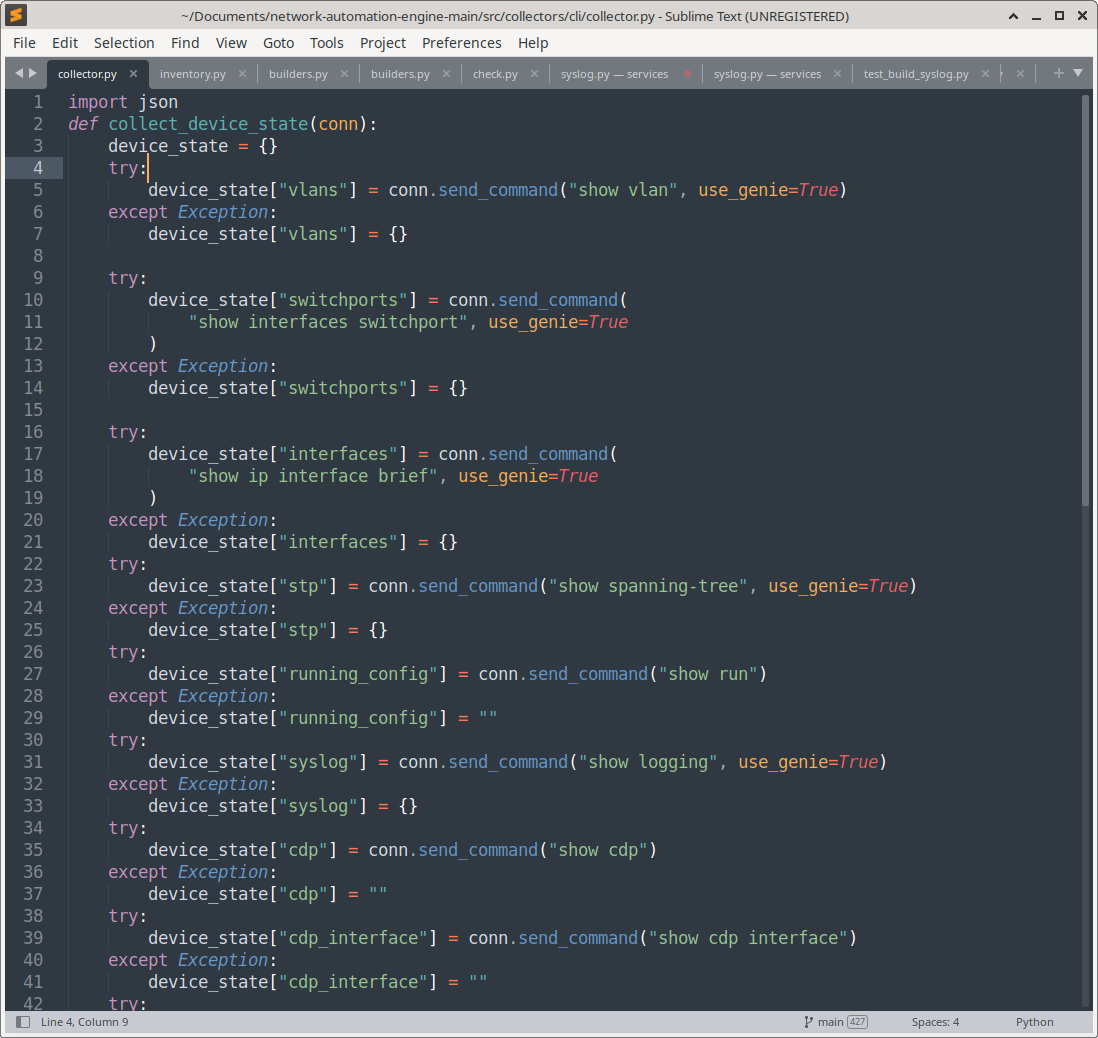 ~/Documents/network-automation-engine-main/src/collectors/cli/collector.py - Sublime Text (UNREGISTERED)
File Edit Selection Find View Goto Tools Project Preferences Help
collector.py inventory.py builders.py builders.py check.py syslog.py — services syslog.py — services test_build_syslog.py
1 import json
2 def collect_device_state(conn):
3     device_state = {}
4     try:
5         device_state["vlans"] = conn.send_command("show vlan", use_genie=True)
6     except Exception:
7         device_state["vlans"] = {}
8
9     try:
10         device_state["switchports"] = conn.send_command(
11             "show interfaces switchport", use_genie=True
12         )
13     except Exception:
14         device_state["switchports"] = {}
15
16     try:
17         device_state["interfaces"] = conn.send_command(
18             "show ip interface brief", use_genie=True
19         )
20     except Exception:
21         device_state["interfaces"] = {}
22     try:
23         device_state["stp"] = conn.send_command("show spanning-tree", use_genie=True)
24     except Exception:
25         device_state["stp"] = {}
26     try:
27         device_state["running_config"] = conn.send_command("show run")
28     except Exception:
29         device_state["running_config"] = ""
30     try:
31         device_state["syslog"] = conn.send_command("show logging", use_genie=True)
32     except Exception:
33         device_state["syslog"] = {}
34     try:
35         device_state["cdp"] = conn.send_command("show cdp")
36     except Exception:
37         device_state["cdp"] = ""
38     try:
39         device_state["cdp_interface"] = conn.send_command("show cdp interface")
40     except Exception:
41         device_state["cdp_interface"] = ""
42     try:
Line 4, Column 9 main 427 Spaces: 4 Python